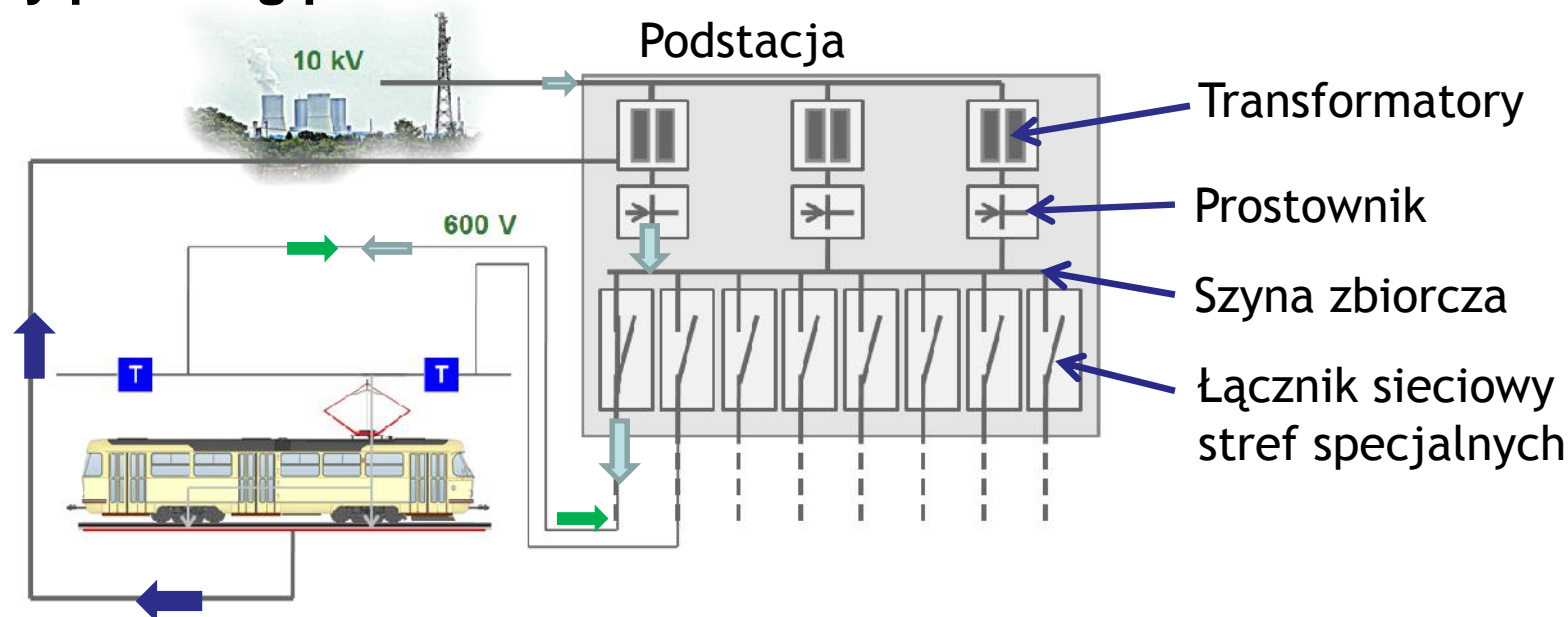 Podstacja
10 kV
Transformatory
Prostownik
600 V
Szyna zbiorcza
Łącznik sieciowy
stref specjalnych
T
T